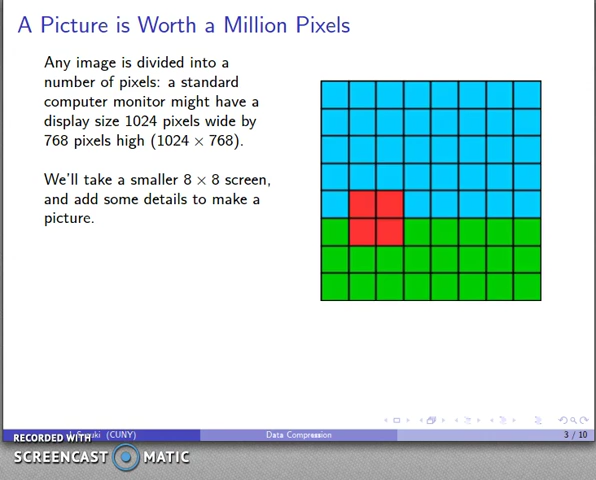 A Picture is Worth a Million Pixels
Any image is divided into a
number of pixels: a standard
computer monitor might have a
display size 1024 pixels wide by
768 pixels high (1024 × 768).
We'll take a smaller 8 × 8 screen,
and add some details to make a
picture.
(CUNY)
Data Compression
3 / 10
RECORDED WITH
SCREENCAST MATIC